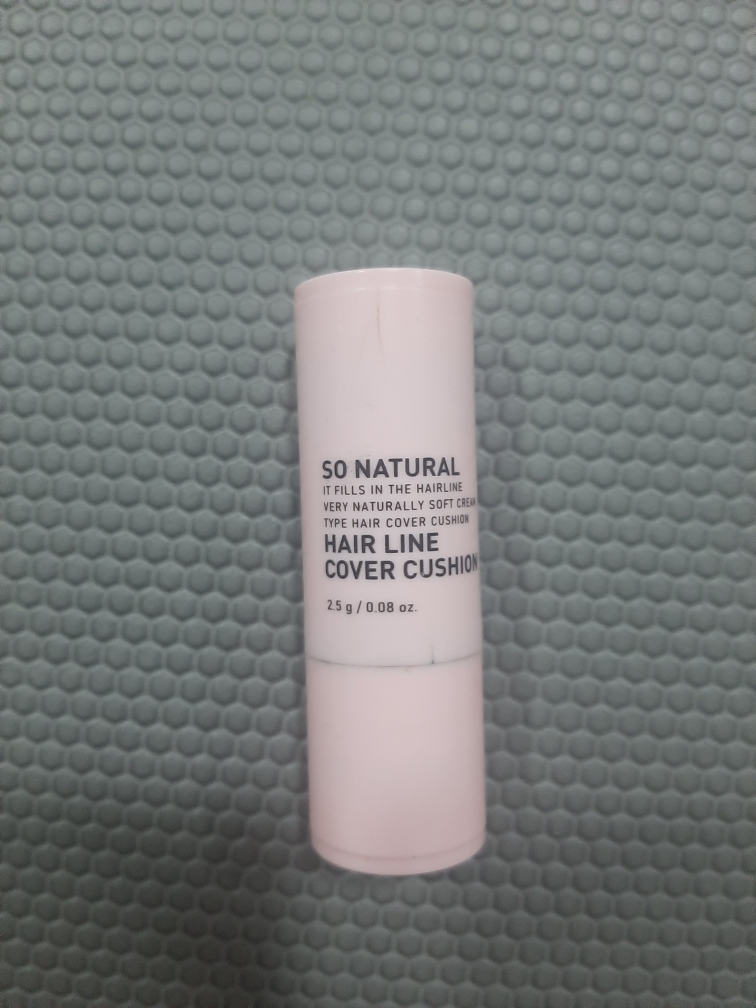 SO NATURAL
IT FILLS IN THE HAIRLINE
VERY NATURALLY SOFT CREAM
TYPE HAIR COVER CUSHION
HAIR LINE
COVER CUSHION
2.5 g / 0.08 oz.